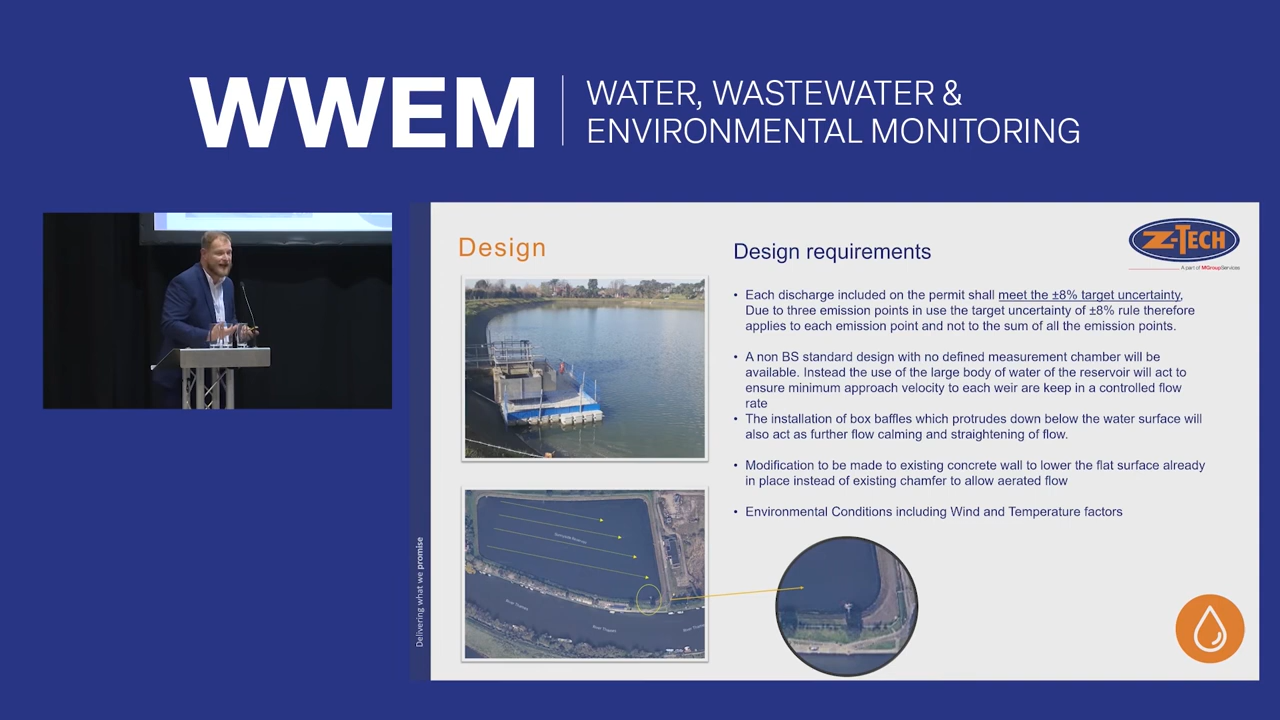 WWEM
WATER, WASTEWATER &
ENVIRONMENTAL MONITORING
Design
Design requirements
Z-TECH
A part of MGroupServices
• Each discharge included on the permit shall meet the ±8% target uncertainty,
Due to three emission points in use the target uncertainty of ±8% rule therefore
applies to each emission point and not to the sum of all the emission points.
• A non BS standard design with no defined measurement chamber will be
available. Instead the use of the large body of water of the reservoir will act to
ensure minimum approach velocity to each weir are keep in a controlled flow
rate
• The installation of box baffles which protrudes down below the water surface will
also act as further flow calming and straightening of flow.
• Modification to be made to existing concrete wall to lower the flat surface already
in place instead of existing chamfer to allow aerated flow
• Environmental Conditions including Wind and Temperature factors
Delivering what we promise
River Thames
River Thames